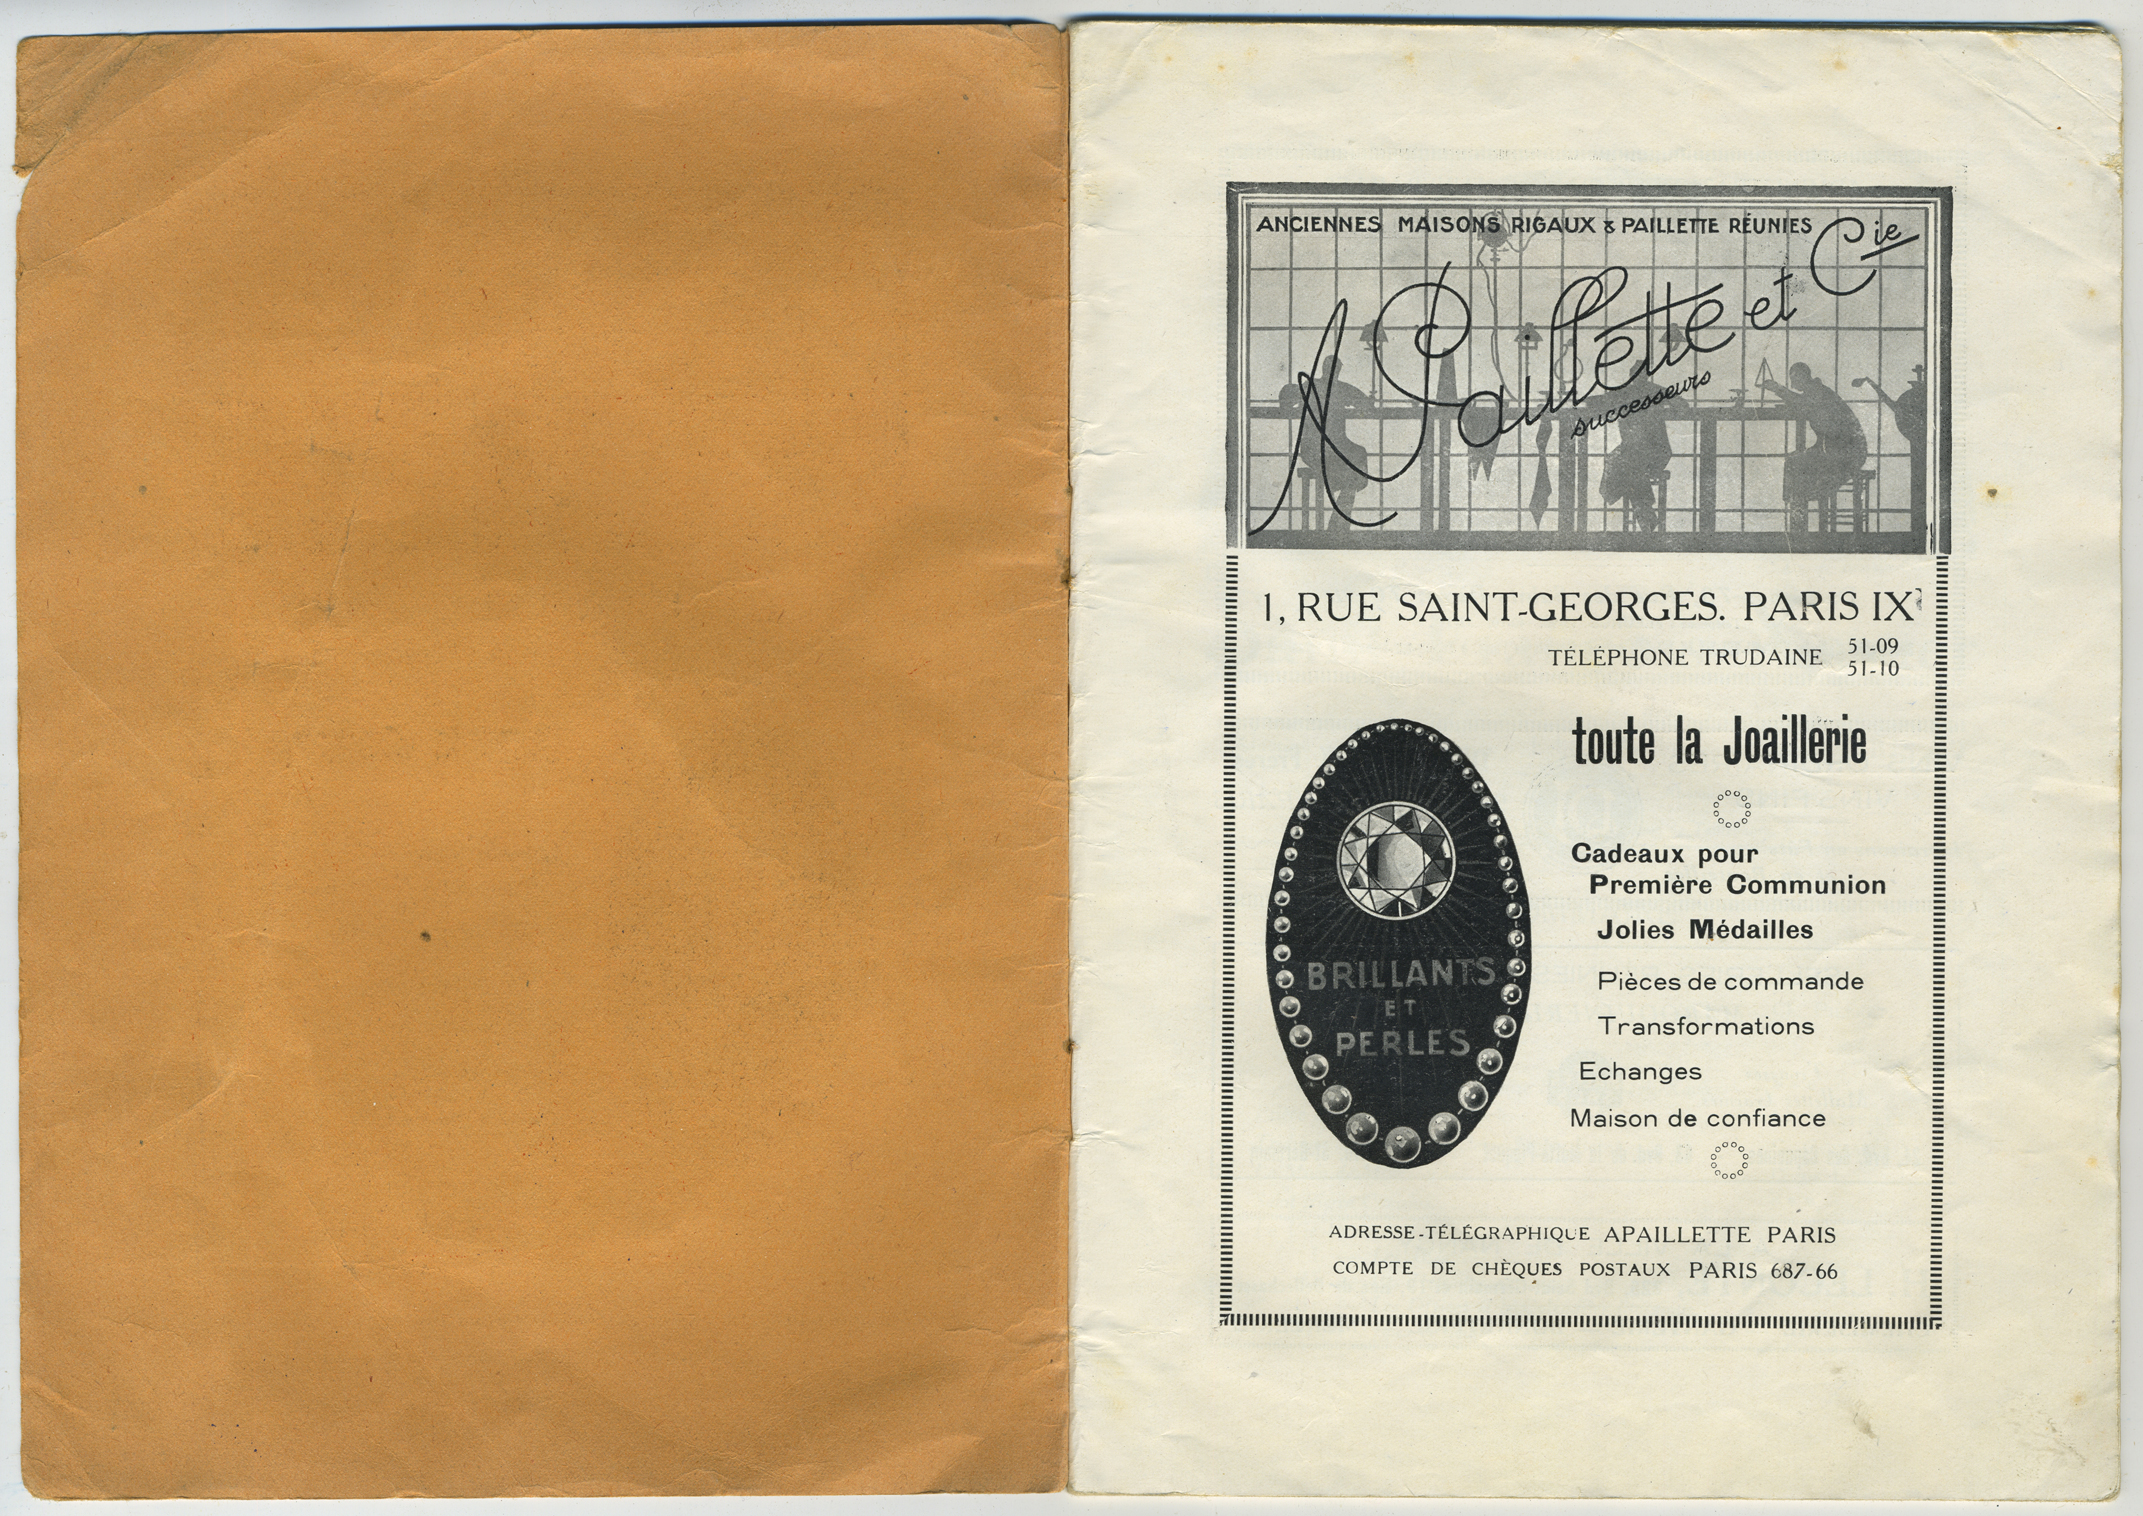 ANCIENNES MAISONS RIGAUX & PAILLETTE RÉUNIES
A Paillette et Cie
successeurs
1, RUE SAINT-GEORGES. PARIS IXe
TÉLÉPHONE TRUDAINE 51-09
51-10
toute la Joaillerie
Cadeaux pour
Première Communion
Jolies Médailles
Pièces de commande
Transformations
Echanges
Maison de confiance
BRILLANTS
ET
PERLES
ADRESSE-TÉLÉGRAPHIQUE APAILLETTE PARIS
COMPTE DE CHÈQUES POSTAUX PARIS 687-66